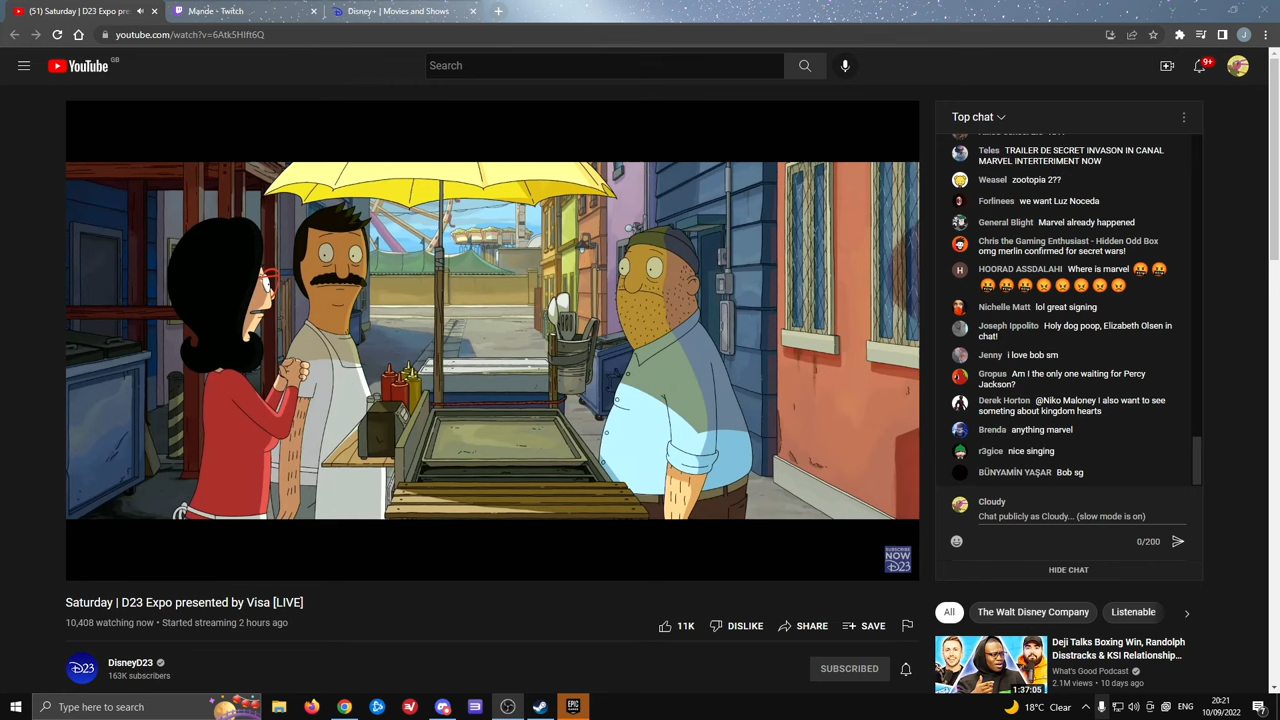 (51) Saturday | D23 Expo pre
Mande - Twitch
Disney+ | Movies and Shows
youtube.com/watch?v=6Atk5HIft6Q
YouTube GB
Search
9+
Top chat
Teles TRAILER DE SECRET INVASON IN CANAL
MARVEL INTERTERIMENT NOW
Weasel zootopia 2??
Forlinees we want Luz Noceda
General Blight Marvel already happened
Chris the Gaming Enthusiast - Hidden Odd Box
omg merlin confirmed for secret wars!
HOORAD ASSDALAHI Where is marvel
Nichelle Matt lol great signing
Joseph Ippolito Holy dog poop, Elizabeth Olsen in
chat!
Jenny i love bob sm
Gropus Am I the only one waiting for Percy
Jackson?
Derek Horton @Niko Maloney I also want to see
someting about kingdom hearts
Brenda anything marvel
r3gice nice singing
BÜNYAMİN YAŞAR Bob sg
Cloudy
Chat publicly as Cloudy... (slow mode is on)
0/200
HIDE CHAT
SUBSCRIBE
NOW
D23
Saturday | D23 Expo presented by Visa [LIVE]
10,408 watching now • Started streaming 2 hours ago
11K
DISLIKE
SHARE
SAVE
D23
DisneyD23
163K subscribers
SUBSCRIBED
All
The Walt Disney Company
Listenable
Deji Talks Boxing Win, Randolph
Disstracks & KSI Relationship...
What's Good Podcast
2.1M views • 10 days ago
1:37:05
Type here to search
EPIC
18°C Clear
ENG
20:21
10/09/2022